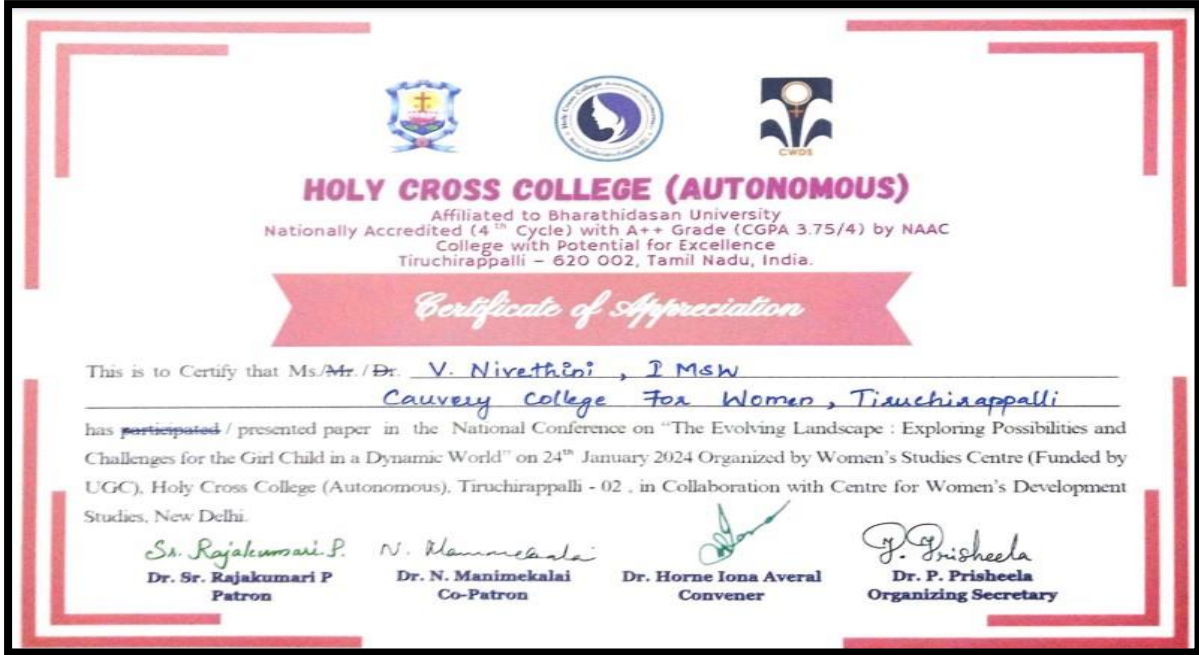 CWDS
HOLY CROSS COLLEGE (AUTONOMOUS)
Affiliated to Bharathidasan University
Nationally Accredited (4th Cycle) with A++ Grade (CGPA 3.75/4) by NAAC
College with Potential for Excellence
Tiruchirappalli – 620 002, Tamil Nadu, India.
Certificate of Appreciation
This is to Certify that Ms./Mr. / Dr. V. Nivethini , I MSW
Cauvery College For Women, Tiruchirappalli
has participated / presented paper in the National Conference on "The Evolving Landscape : Exploring Possibilities and
Challenges for the Girl Child in a Dynamic World" on 24th January 2024 Organized by Women's Studies Centre (Funded by
UGC), Holy Cross College (Autonomous), Tiruchirappalli - 02 , in Collaboration with Centre for Women's Development
Studies, New Delhi.
Sr. Rajakumari P. N. Manimekalai P. Prisheela
Dr. Sr. Rajakumari P Dr. N. Manimekalai Dr. Horne Iona Averal Dr. P. Prisheela
Patron Co-Patron Convener Organizing Secretary